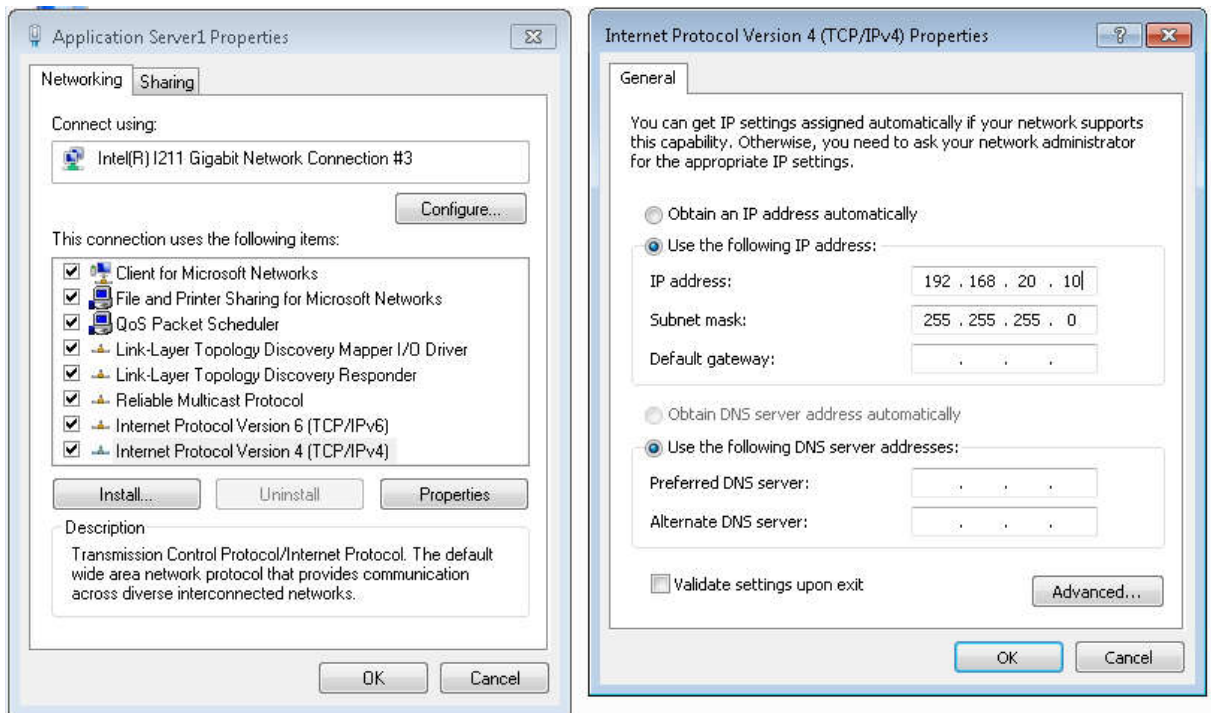 Application Server1 Properties
Networking
Sharing
Connect using:
Intel(R) I211 Gigabit Network Connection #3
Configure...
This connection uses the following items:
Client for Microsoft Networks
File and Printer Sharing for Microsoft Networks
QoS Packet Scheduler
Link-Layer Topology Discovery Mapper I/O Driver
Link-Layer Topology Discovery Responder
Reliable Multicast Protocol
Internet Protocol Version 6 (TCP/IPv6)
Internet Protocol Version 4 (TCP/IPv4)
Install...
Uninstall
Properties
Description
Transmission Control Protocol/Internet Protocol. The default
wide area network protocol that provides communication
across diverse interconnected networks.
OK
Cancel
Internet Protocol Version 4 (TCP/IPv4) Properties
General
You can get IP settings assigned automatically if your network supports
this capability. Otherwise, you need to ask your network administrator
for the appropriate IP settings.
Obtain an IP address automatically
Use the following IP address:
IP address:
192 . 168 . 20 . 10
Subnet mask:
255 . 255 . 255 . 0
Default gateway:
. . .
Obtain DNS server address automatically
Use the following DNS server addresses:
Preferred DNS server:
. . .
Alternate DNS server:
. . .
Validate settings upon exit
Advanced...
OK
Cancel